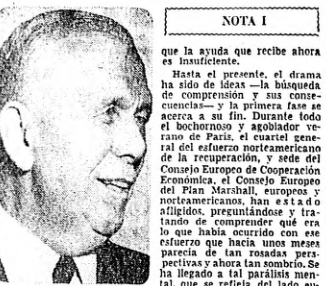 NOTA I
que la ayuda que recibe ahora
es insuficiente.
Hasta el presente, el drama
ha sido de ideas —la búsqueda
de comprensión y sus conse-
cuencias— y la primera fase se
acerca a su fin. Durante todo
el bochornoso y agobiador ve-
rano de París, el cuartel gene-
ral del esfuerzo norteamericano
de la recuperación, y sede del
Consejo Europeo de Cooperación
Económica, el Consejo Europeo
del Plan Marshall, europeos y
norteamericanos, han estado
afligidos, preguntándose y tra-
tando de comprender qué era
lo que había ocurrido con ese
esfuerzo que hacia unos meses
parecía de tan rosadas pers-
pectivas y ahora tan sombrío. Se
ha llegado a tal parálisis men-
tal, que se refleja del lado eu-